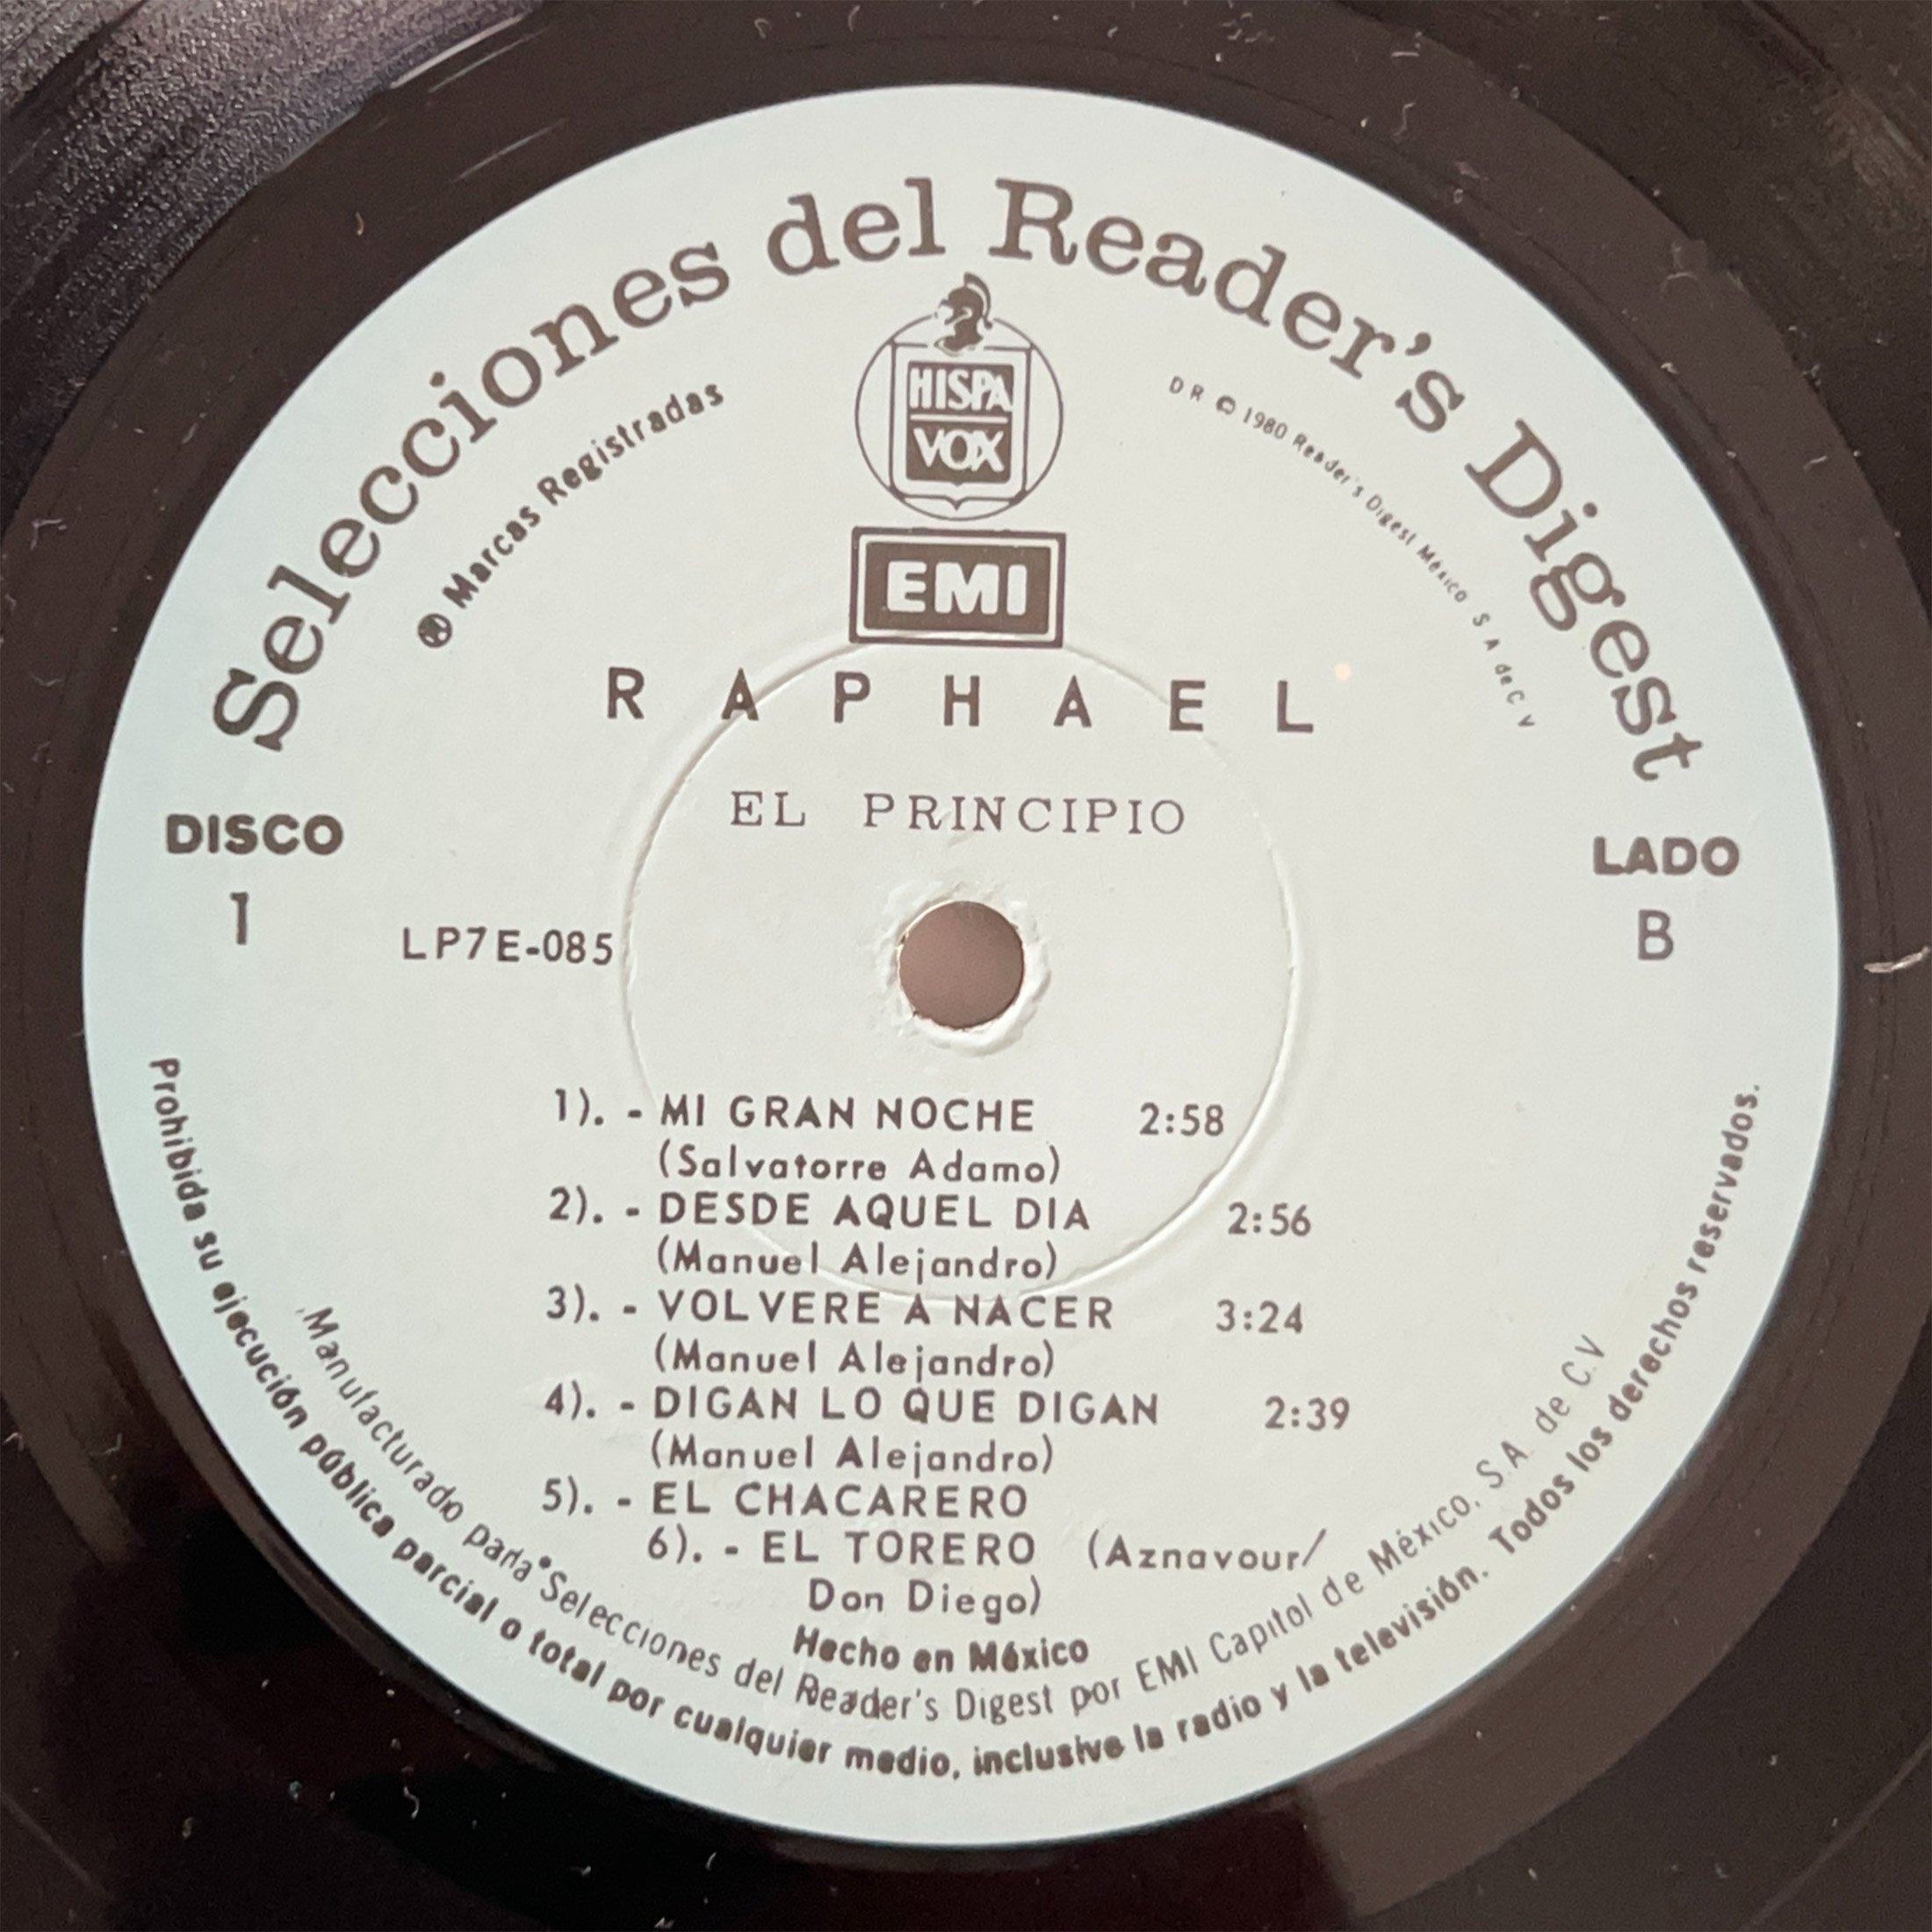 Selecciones del Reader's Digest
Marcas Registradas
HISPA
VOX
D R © 1980 Reader's Digest México S A de C V
EMI
RAPHAEL
EL PRINCIPIO
DISCO
1
LADO
B
LP7E-085
1). - MI GRAN NOCHE 2:58
(Salvatorre Adamo)
2). - DESDE AQUEL DIA 2:56
(Manuel Alejandro)
3). - VOLVERE A NACER 3:24
(Manuel Alejandro)
4). - DIGAN LO QUE DIGAN 2:39
(Manuel Alejandro)
5). - EL CHACARERO
6). - EL TORERO (Aznavour/
Don Diego)
Hecho en México
Manufacturado para Selecciones del Reader's Digest por EMI Capitol de México, S.A. de C.V
Prohibida su ejecución pública parcial o total por cualquier medio, inclusive la radio y la televisión. Todos los derechos reservados.